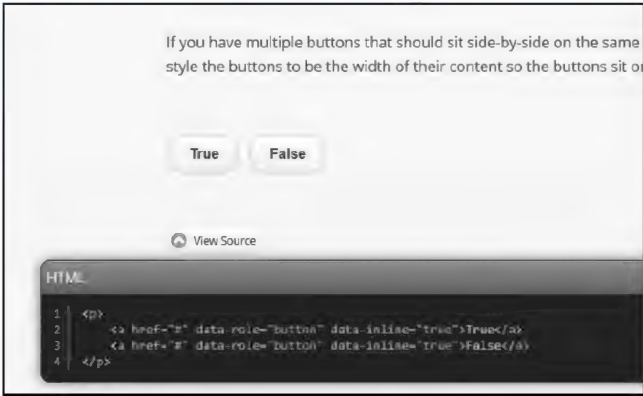 If you have multiple buttons that should sit side-by-side on the same
style the buttons to be the width of their content so the buttons sit
True False
View Source
HTML
1 <p>
2 <a href="#" data-role="button" data-inline="true">True</a>
3 <a href="#" data-role="button" data-inline="true">False</a>
4 </p>